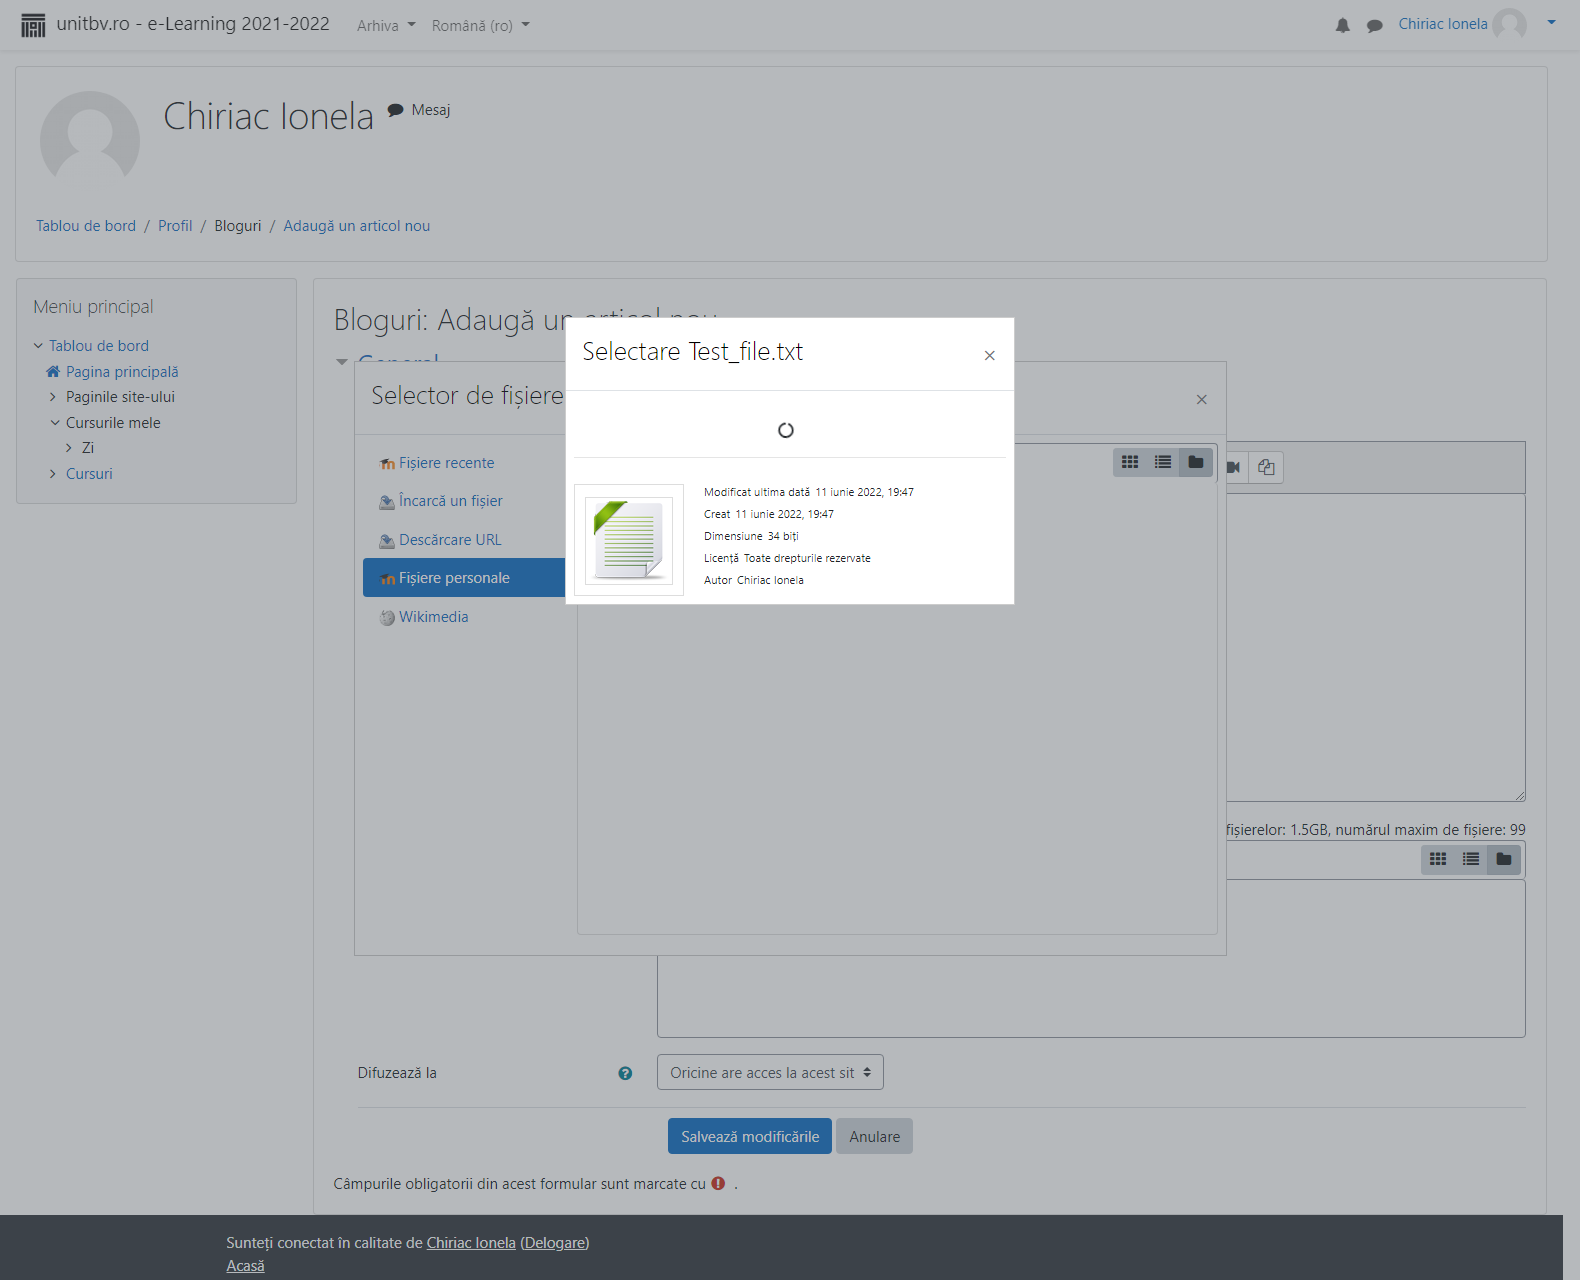 unitbv.ro - e-Learning 2021-2022 Arhiva Română (ro) Chiriac Ionela
Chiriac Ionela Mesaj
Tablou de bord / Profil / Bloguri / Adaugă un articol nou
Meniu principal
Tablou de bord
Pagina principală
Paginile site-ului
Cursurile mele
Zi
Cursuri
Bloguri: Adaugă un articol nou
General
Selector de fișiere
Fișiere recente
Încarcă un fișier
Descărcare URL
Fișiere personale
Wikimedia
Selectare Test_file.txt
Modificat ultima dată 11 iunie 2022, 19:47
Creat 11 iunie 2022, 19:47
Dimensiune 34 biți
Licență Toate drepturile rezervate
Autor Chiriac Ionela
fișierelor: 1.5GB, numărul maxim de fișiere: 99
Difuzează la Oricine are acces la acest sit
Salvează modificările Anulare
Câmpurile obligatorii din acest formular sunt marcate cu .
Sunteți conectat în calitate de Chiriac Ionela (Delogare)
Acasă